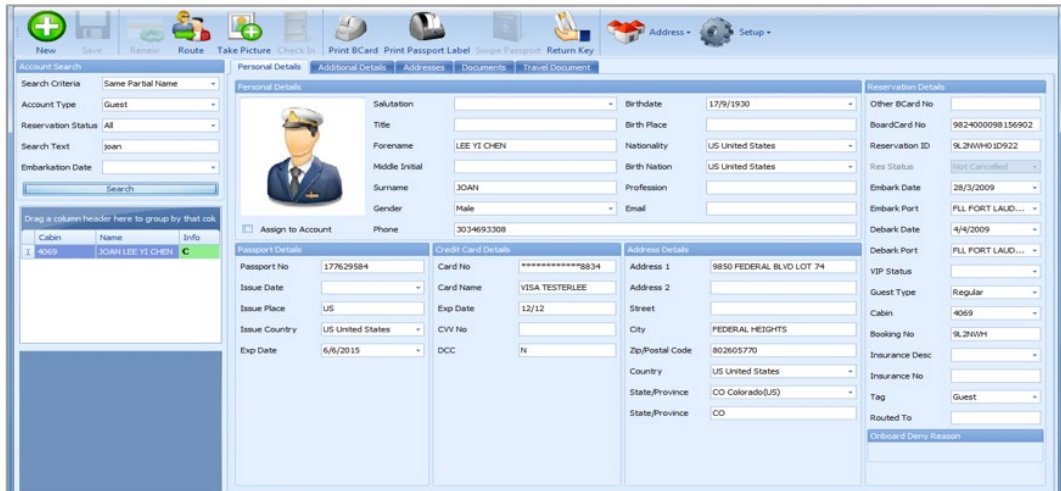 New Save Renew Route Take Picture Check In Print BCard Print Passport Label Swipe Passport Return Key Address Setup
Account Search
Search Criteria Same Partial Name
Account Type Guest
Reservation Status All
Search Text joan
Embarkation Date
Search
Drag a column header here to group by that col
Cabin Name Info
4069 JOAN LEE YI CHEN C
Personal Details Additional Details Addresses Documents Travel Document
Personal Details
Salutation
Title
Forename LEE YI CHEN
Middle Initial
Surname JOAN
Gender Male
Assign to Account Phone 3034693308
Birthdate 17/9/1930
Birth Place
Nationality US United States
Birth Nation US United States
Profession
Email
Passport Details
Passport No 177629584
Issue Date
Issue Place US
Issue Country US United States
Exp Date 6/6/2015
Credit Card Details
Card No *************8834
Card Name VISA TESTERLEE
Exp Date 12/12
CVV No
DCC N
Address Details
Address 1 9850 FEDERAL BLVD LOT 74
Address 2
Street
City FEDERAL HEIGHTS
Zip/Postal Code 802605770
Country US United States
State/Province CO Colorado(US)
State/Province CO
Reservation Details
Other BCard No
BoardCard No 9824000098156902
Reservation ID 9L2NWH01D922
Res Status Not Cancelled
Embark Date 28/3/2009
Embark Port FLL FORT LAUD...
Debark Date 4/4/2009
Debark Port FLL FORT LAUD...
VIP Status
Guest Type Regular
Cabin 4069
Booking No 9L2NWH
Insurance Desc
Insurance No
Tag Guest
Routed To
Onboard Deny Reason